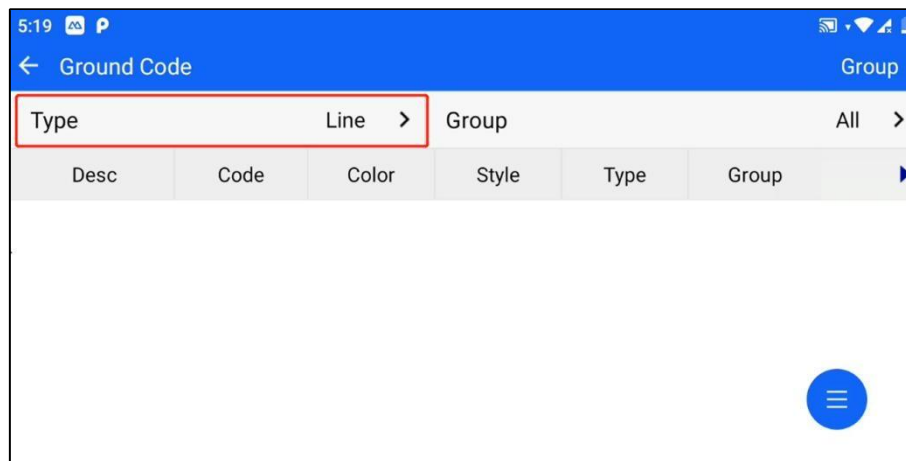 5:19
Ground Code Group
Type Line Group All
Desc Code Color Style Type Group